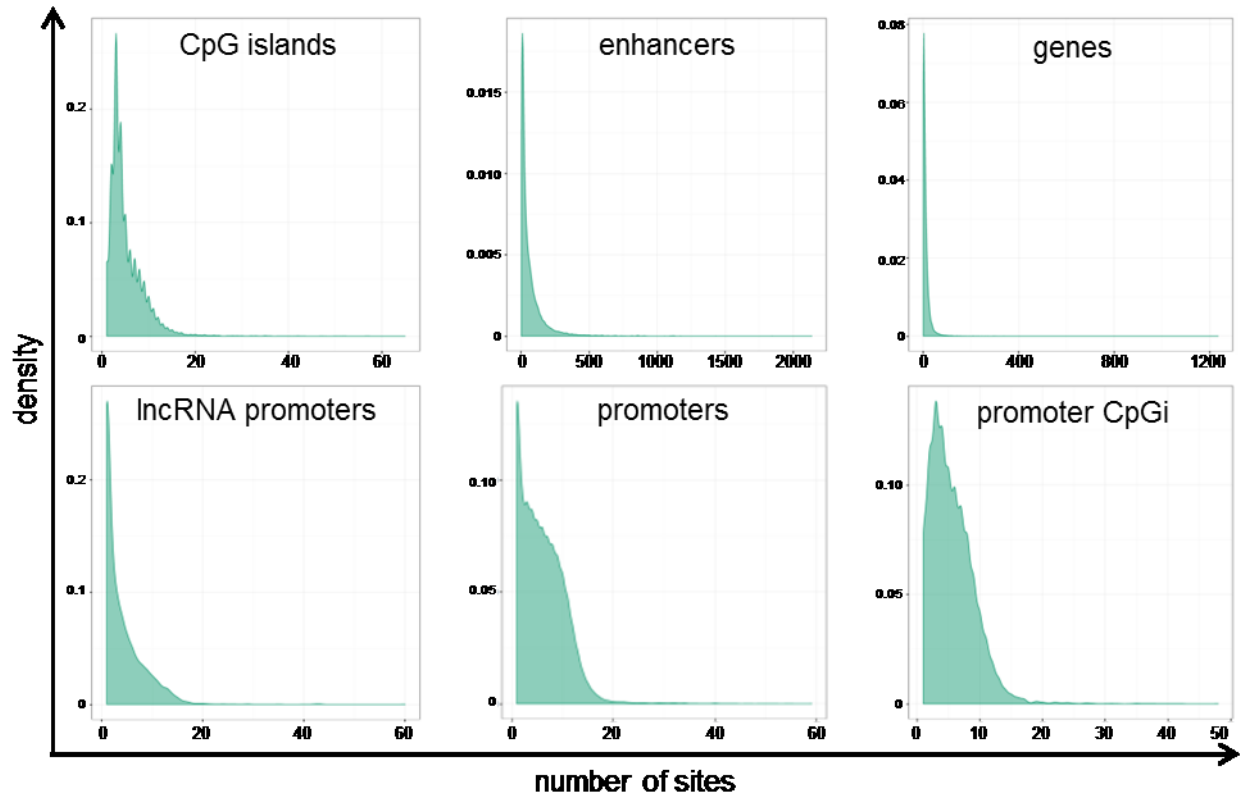 CpG islands
0.2
0.1
0
0 20 40 60
enhancers
0.015
0.010
0.005
0
0 500 1000 1500 2000
genes
0.08
0.06
0.04
0.02
0
0 400 800 1200
density
lncRNA promoters
0.2
0.1
0
0 20 40 60
promoters
0.10
0.05
0
0 20 40 60
promoter CpGi
0.10
0.05
0
0 10 20 30 40 50
number of sites